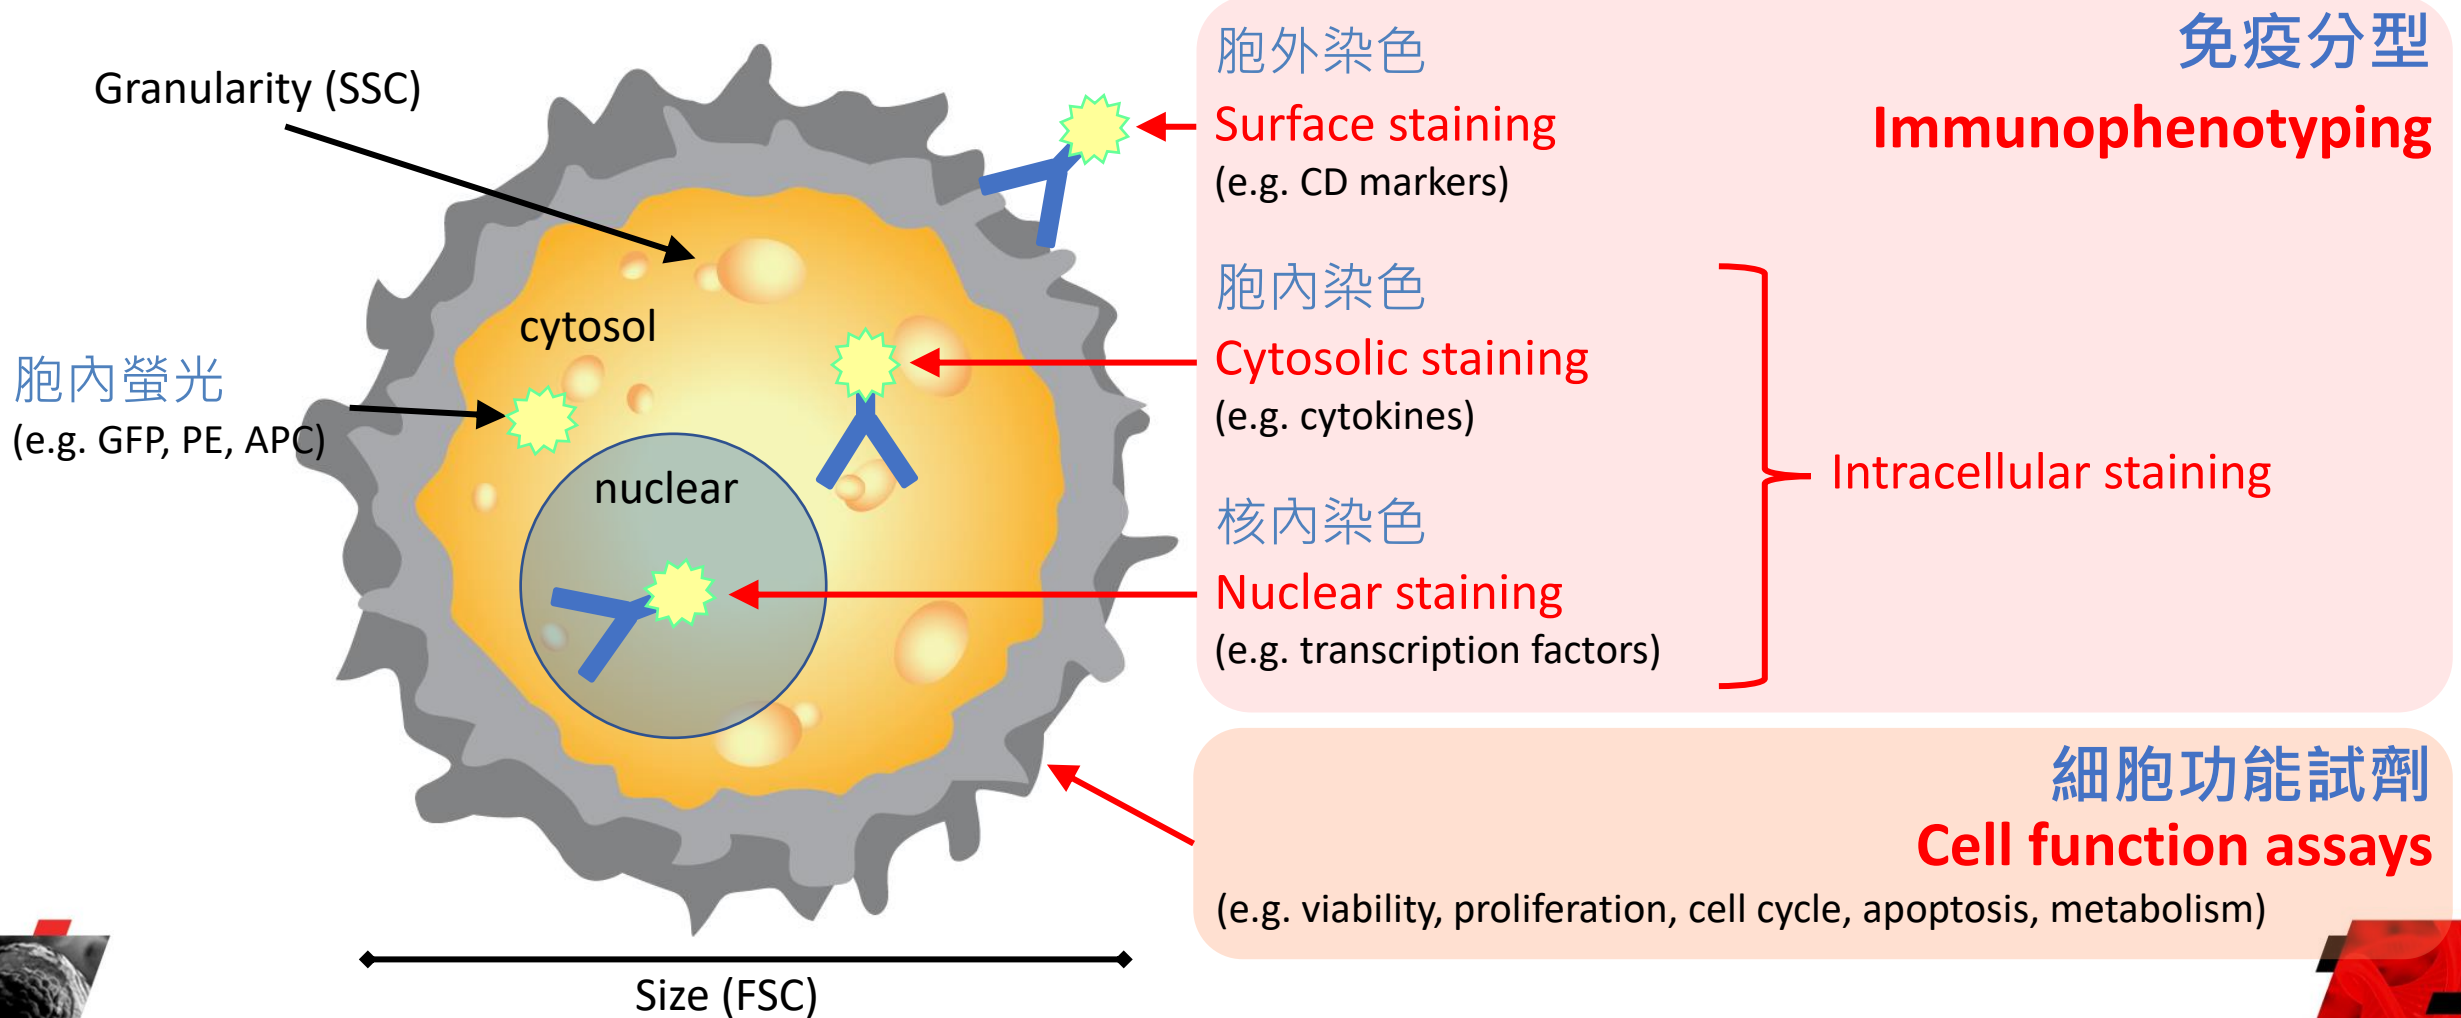 Granularity (SSC)
cytosol
胞內螢光
(e.g. GFP, PE, APC)
nuclear
Size (FSC)
免疫分型
Immunophenotyping
胞外染色
Surface staining
(e.g. CD markers)
胞內染色
Cytosolic staining
(e.g. cytokines)
核內染色
Nuclear staining
(e.g. transcription factors)
Intracellular staining
細胞功能試劑
Cell function assays
(e.g. viability, proliferation, cell cycle, apoptosis, metabolism)